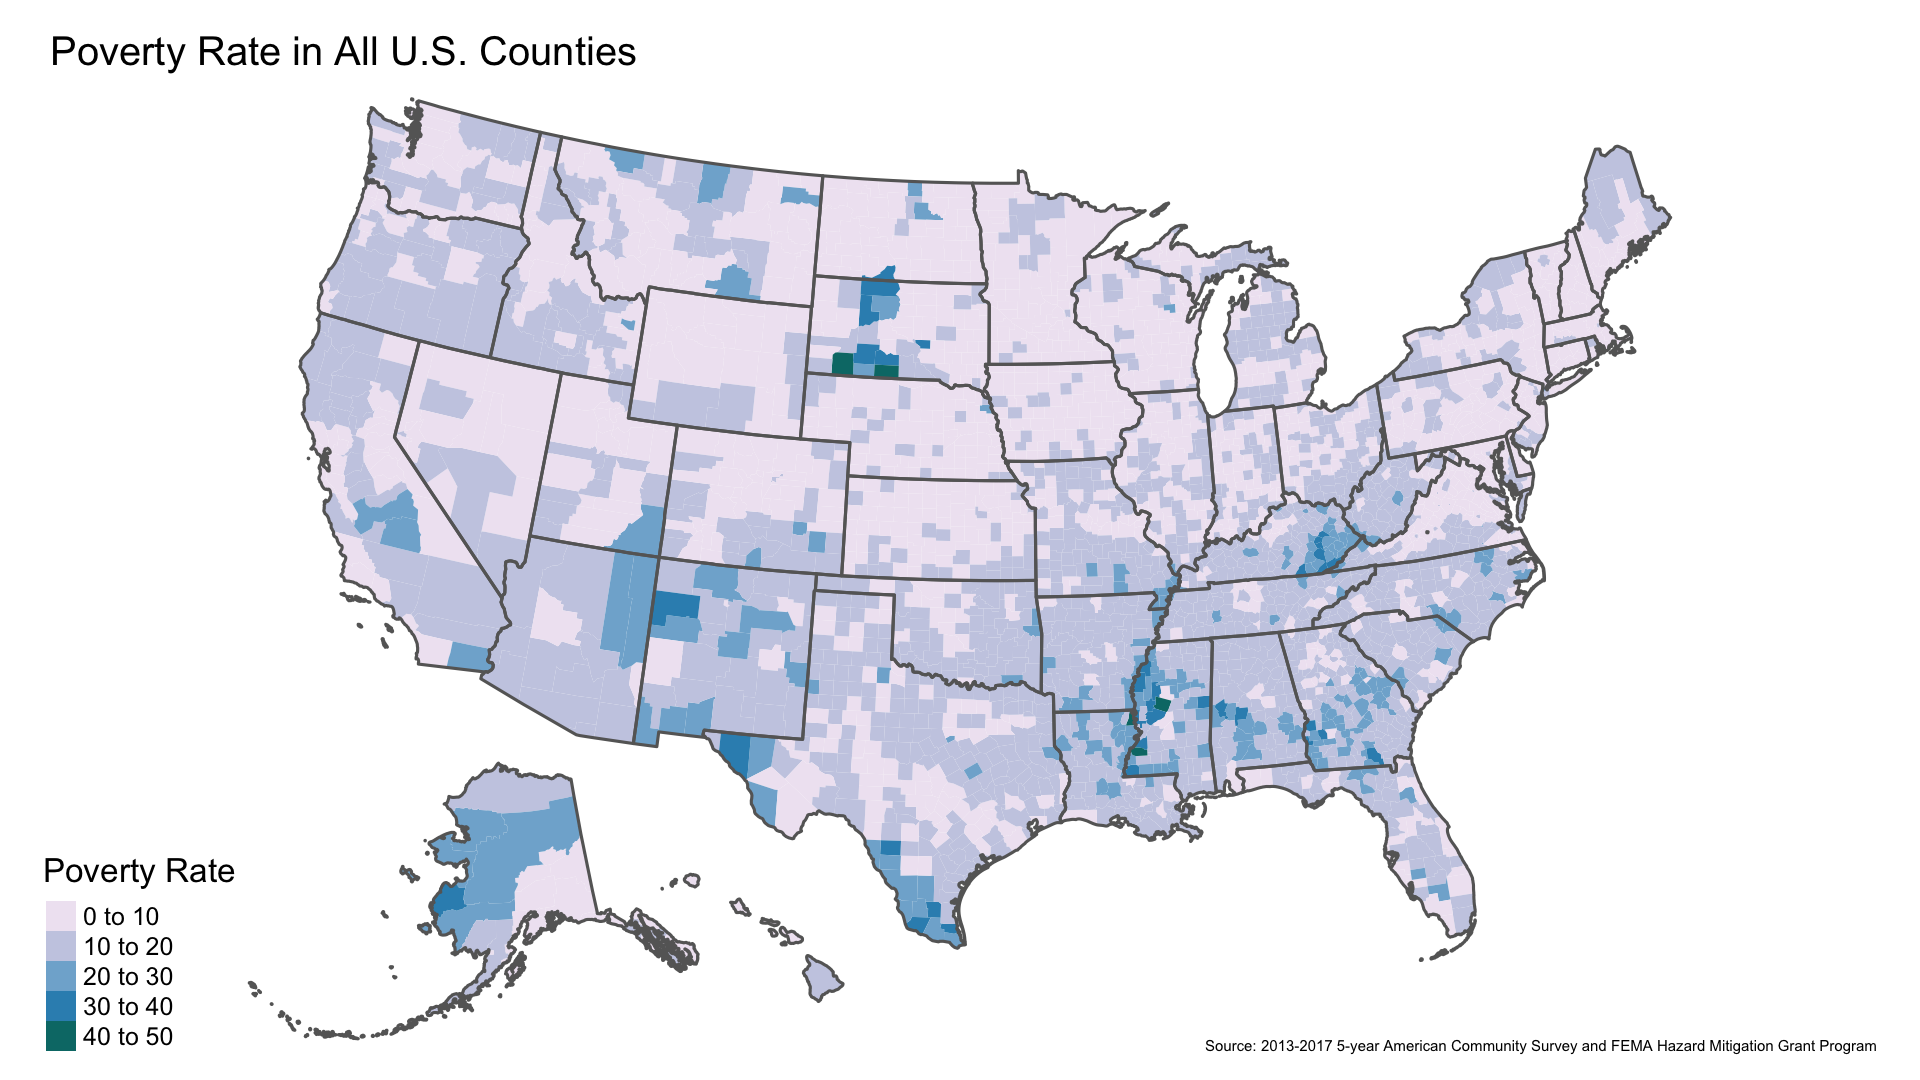 Poverty Rate in All U.S. Counties
Poverty Rate
0 to 10
10 to 20
20 to 30
30 to 40
40 to 50
Source: 2013-2017 5-year American Community Survey and FEMA Hazard Mitigation Grant Program